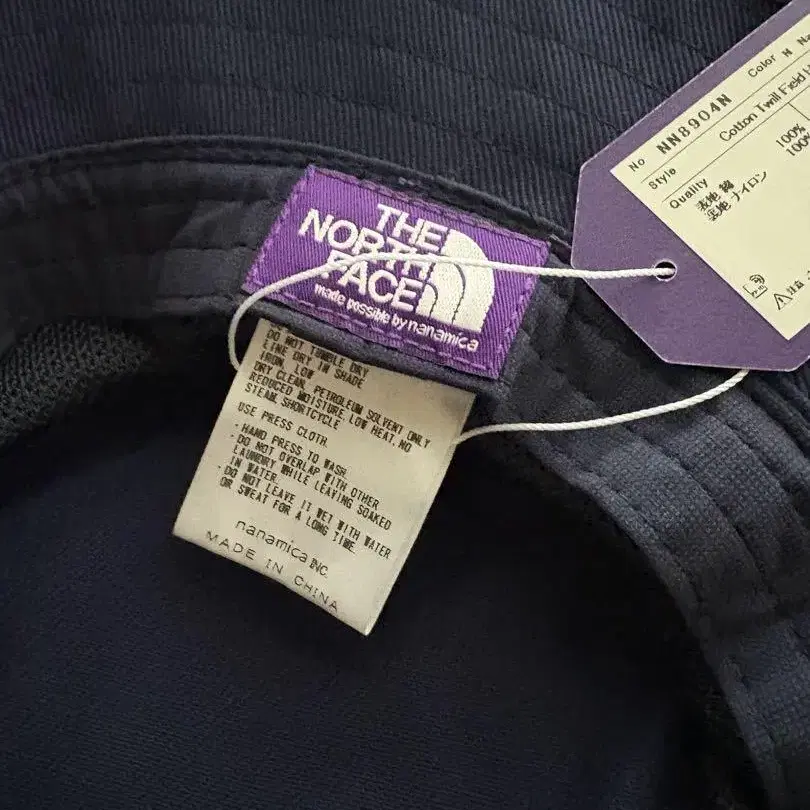 THE
NORTH
FACE
made possible by nanamica
DO NOT TUMBLE DRY
LINE DRY IN SHADE
IRON LOW
DRY CLEAN, PETROLEUM SOLVENT ONLY
REDUCED MOISTURE, LOW HEAT, NO
STEAM, SHORTCYCLE
USE PRESS CLOTH
・HAND PRESS TO WASH
・DO NOT OVERLAP WITH OTHER
LAUNDRY WHILE LEAVING SOAKED
IN WATER.
・DO NOT LEAVE IT WET WITH WATER
OR SWEAT FOR A LONG TIME.
nanamica INC.
MADE IN CHINA
No NN8904N Color N
Style Cotton Twill Field
Quality
表地 綿 100%
裏地 ナイロン 100%
注意